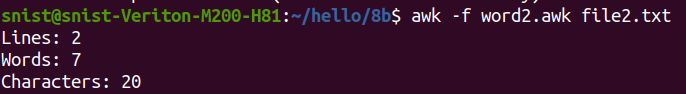 snist@snist-Veriton-M200-H81:~/hello/8b$ awk -f word2.awk file2.txt
Lines: 2
Words: 7
Characters: 20